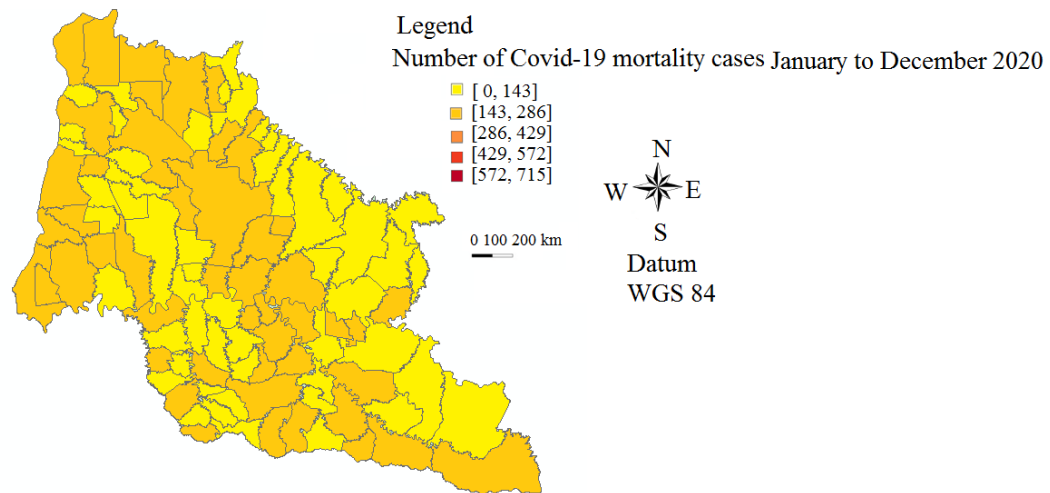 Legend
Number of Covid-19 mortality cases January to December 2020
[ 0, 143]
[143, 286]
[286, 429]
[429, 572]
[572, 715]
N
W E
S
0 100 200 km
Datum
WGS 84